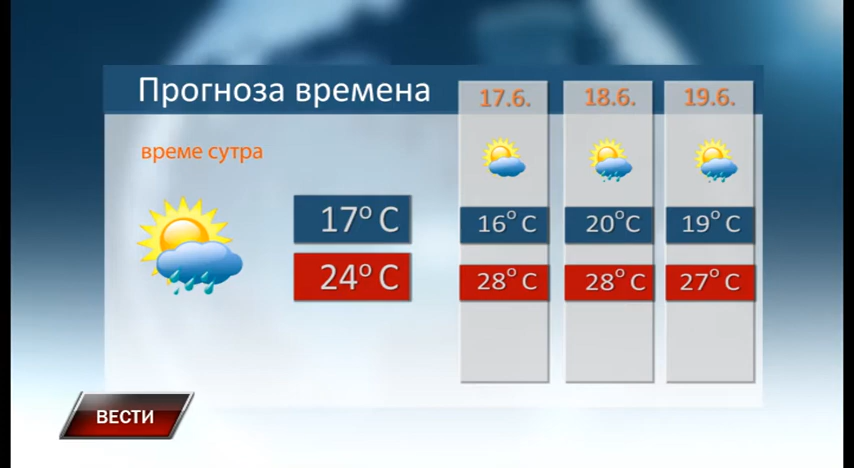 Прогноза времена
17.6.
18.6.
19.6.
време сутра
17° C
24° C
16° C
20°C
19° C
28° C
28° C
27° C
ВЕСТИ